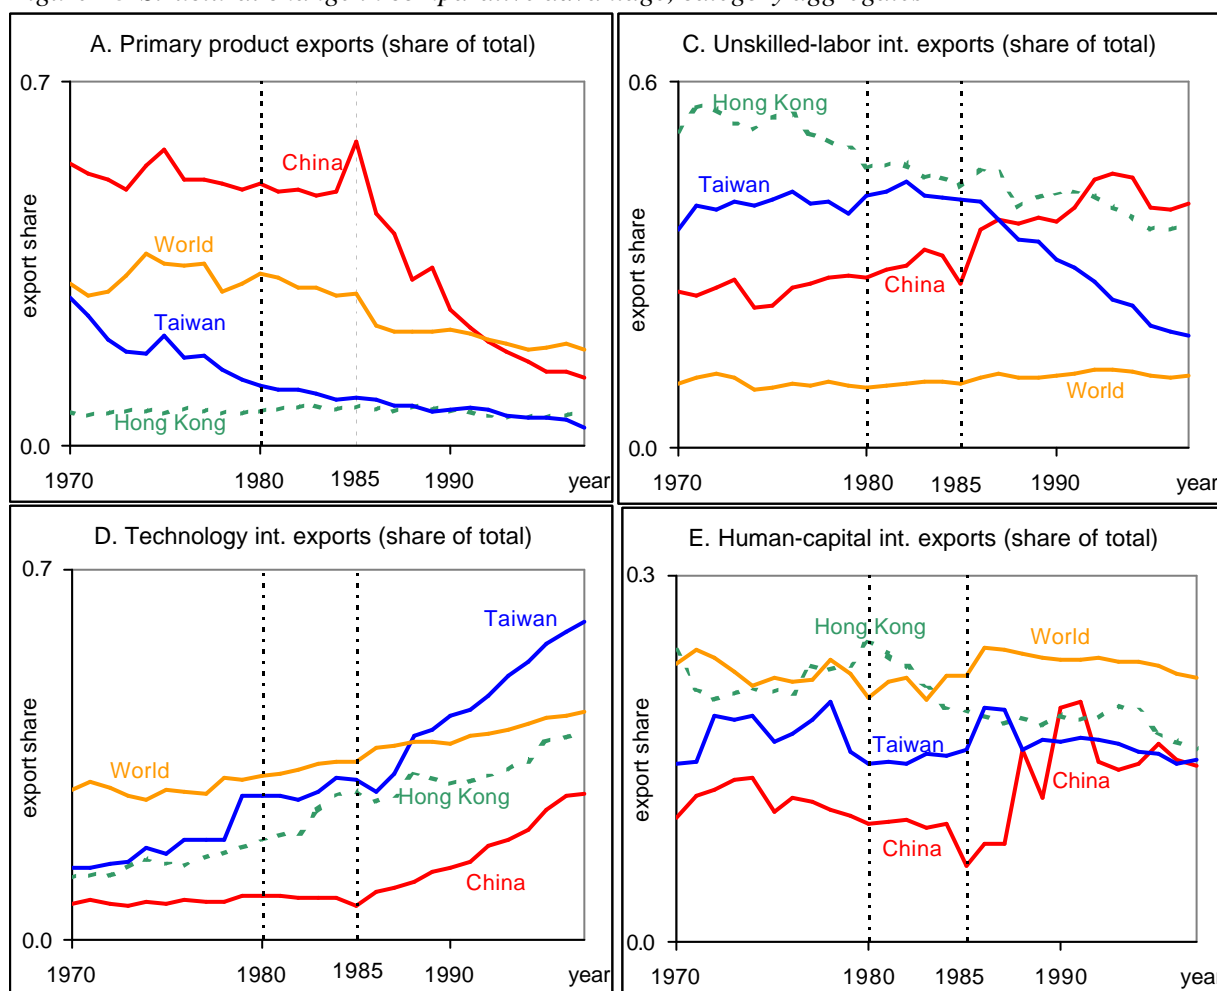 A. Primary product exports (share of total)
0.7
China
World
Taiwan
Hong Kong
export share
0.0
1970
1980
1985
1990
year
C. Unskilled-labor int. exports (share of total)
0.6
Hong Kong
Taiwan
China
World
export share
0.0
1970
1980
1985
1990
year
D. Technology int. exports (share of total)
0.7
Taiwan
World
Hong Kong
China
export share
0.0
1970
1980
1985
1990
year
E. Human-capital int. exports (share of total)
0.3
Hong Kong
World
Taiwan
China
China
export share
0.0
1970
1980
1985
1990
year